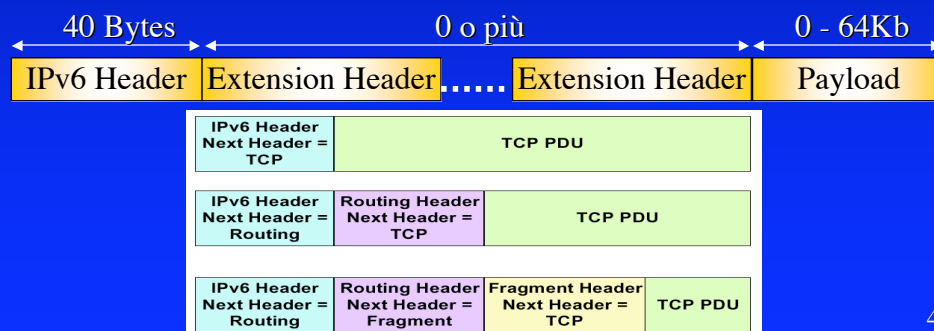 40 Bytes 0 o più 0 - 64Kb
IPv6 Header Extension Header ...... Extension Header Payload
IPv6 Header
Next Header =
TCP
TCP PDU
IPv6 Header
Next Header =
Routing
Routing Header
Next Header =
TCP
TCP PDU
IPv6 Header
Next Header =
Routing
Routing Header
Next Header =
Fragment
Fragment Header
Next Header =
TCP
TCP PDU